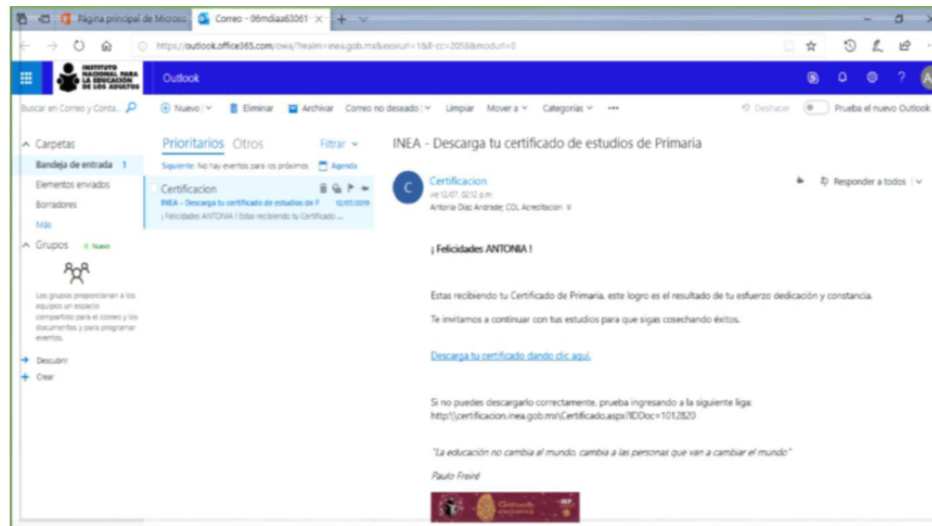 Página principal de Microso
Correo - 06mdiaa63061
https://outlook.office365.com/owa/?realm=inea.gob.mx&exsvurl=1&ll-cc=2058&modurl=0
INSTITUTO
NACIONAL PARA
LA EDUCACIÓN
DE LOS ADULTOS
Outlook
Buscar en Correo y Conta...
Nuevo
Eliminar
Archivar
Correo no deseado
Limpiar
Mover a
Categorías
Deshacer
Prueba el nuevo Outlook
Carpetas
Bandeja de entrada 1
Elementos enviados
Borradores
Más
Grupos + Nuevo
Los grupos proporcionan a los
equipos un espacio
compartido para el correo y los
documentos y para programar
eventos.
Descubrir
Crear
Prioritarios Otros Filtrar
Siguiente: No hay eventos para los próximos Agenda
Certificacion
INEA - Descarga tu certificado de estudios de P 12/07/2019
¡ Felicidades ANTONIA ! Estas recibiendo tu Certificado ...
INEA - Descarga tu certificado de estudios de Primaria
C
Certificacion
vie 12/07, 02:12 p.m.
Antonia Diaz Andrade; COL Acreditacion
Responder a todos
¡ Felicidades ANTONIA !
Estas recibiendo tu Certificado de Primaria, este logro es el resultado de tu esfuerzo dedicación y constancia.
Te invitamos a continuar con tus estudios para que sigas cosechando éxitos.
Descarga tu certificado dando clic aquí.
Si no puedes descargarlo correctamente, prueba ingresando a la siguiente liga:
http:\\certificacion.inea.gob.mx\Certificado.aspx?IDDoc=1012820
"La educación no cambia al mundo, cambia a las personas que van a cambiar el mundo"
Paulo Freiré
Certificado
electrónico
SEP